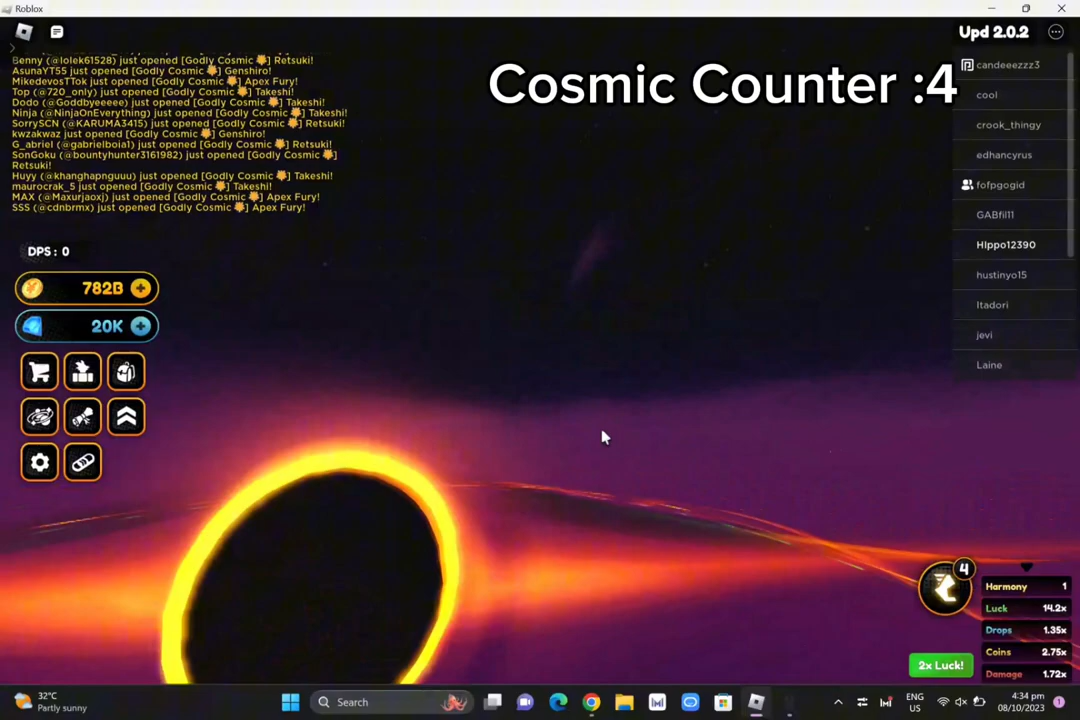 Roblox
Upd 2.0.2
Cosmic Counter :4
Benny (@lolek61528) just opened [Godly Cosmic ] Retsuki!
AsunaYT55 just opened [Godly Cosmic ] Genshiro!
MikedevosTTok just opened [Godly Cosmic ] Apex Fury!
Top (@720_only) just opened [Godly Cosmic ] Takeshi!
Dodo (@Goddbyeeeee) just opened [Godly Cosmic ] Takeshi!
Ninja (@NinjaOnEverything) just opened [Godly Cosmic ] Takeshi!
SorrySCN (@KARUMA3415) just opened [Godly Cosmic ] Retsuki!
kwzakwaz just opened [Godly Cosmic ] Genshiro!
G_abriel (@gabrielboia1) just opened [Godly Cosmic ] Retsuki!
SonGoku (@bountyhunter3161982) just opened [Godly Cosmic ]
Retsuki!
Huyy (@khanghapnguuu) just opened [Godly Cosmic ] Takeshi!
maurocrak_5 just opened [Godly Cosmic ] Takeshi!
MAX (@Maxurjaoxj) just opened [Godly Cosmic ] Apex Fury!
SSS (@cdnbrmx) just opened [Godly Cosmic ] Apex Fury!
candeeezzz3
cool
crook_thingy
edhancyrus
fofpgogid
GABfil11
HIppo12390
hustinyo15
Itadori
jevi
Laine
DPS : 0
782B
20K
4
Harmony 1
Luck 14.2x
Drops 1.35x
Coins 2.75x
Damage 1.72x
2x Luck!
32°C
Partly sunny
Search
ENG
US
4:34 pm
08/10/2023
1